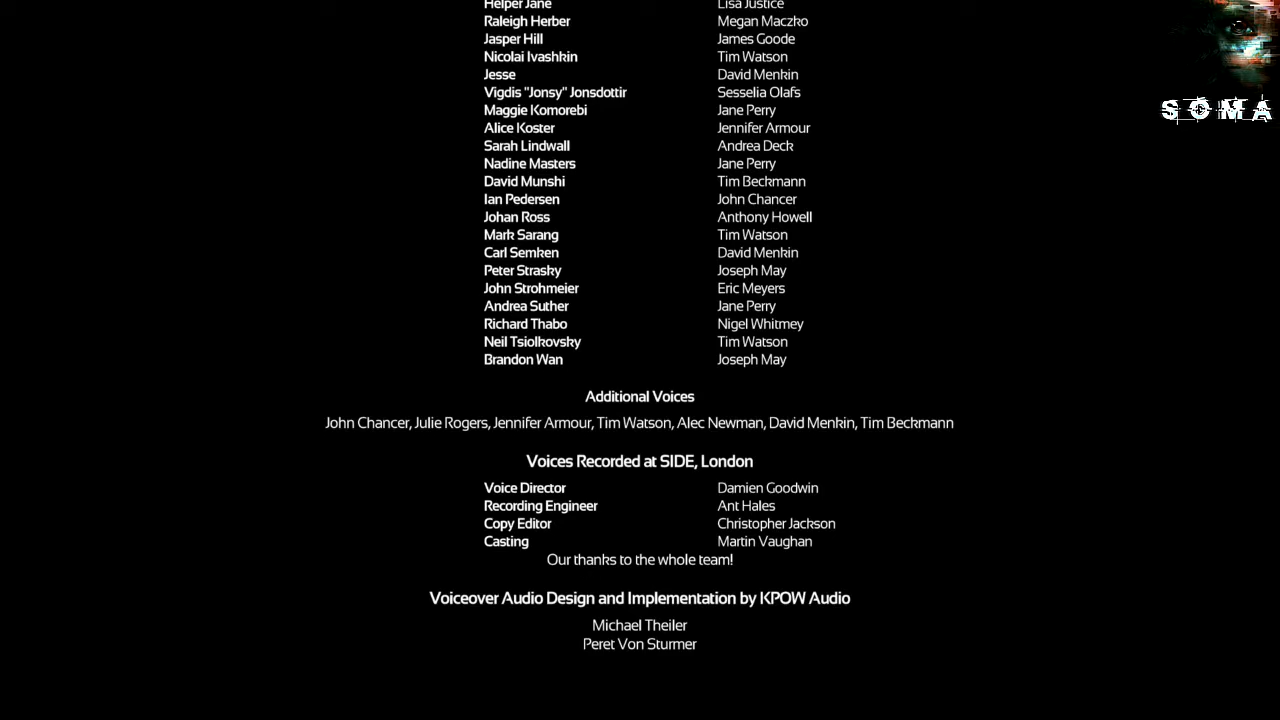 Helper Jane Lisa Justice
Raleigh Herber Megan Maczko
Jasper Hill James Goode
Nicolai Ivashkin Tim Watson
Jesse David Menkin
Vigdis "Jonsy" Jonsdottir Sesselia Olafs
Maggie Komorebi Jane Perry
Alice Koster Jennifer Armour
Sarah Lindwall Andrea Deck
Nadine Masters Jane Perry
David Munshi Tim Beckmann
Ian Pedersen John Chancer
Johan Ross Anthony Howell
Mark Sarang Tim Watson
Carl Semken David Menkin
Peter Strasky Joseph May
John Strohmeier Eric Meyers
Andrea Suther Jane Perry
Richard Thabo Nigel Whitmey
Neil Tsiolkovsky Tim Watson
Brandon Wan Joseph May
Additional Voices
John Chancer, Julie Rogers, Jennifer Armour, Tim Watson, Alec Newman, David Menkin, Tim Beckmann
Voices Recorded at SIDE, London
Voice Director Damien Goodwin
Recording Engineer Ant Hales
Copy Editor Christopher Jackson
Casting Martin Vaughan
Our thanks to the whole team!
Voiceover Audio Design and Implementation by KPOW Audio
Michael Theiler
Peret Von Sturmer
SOMA